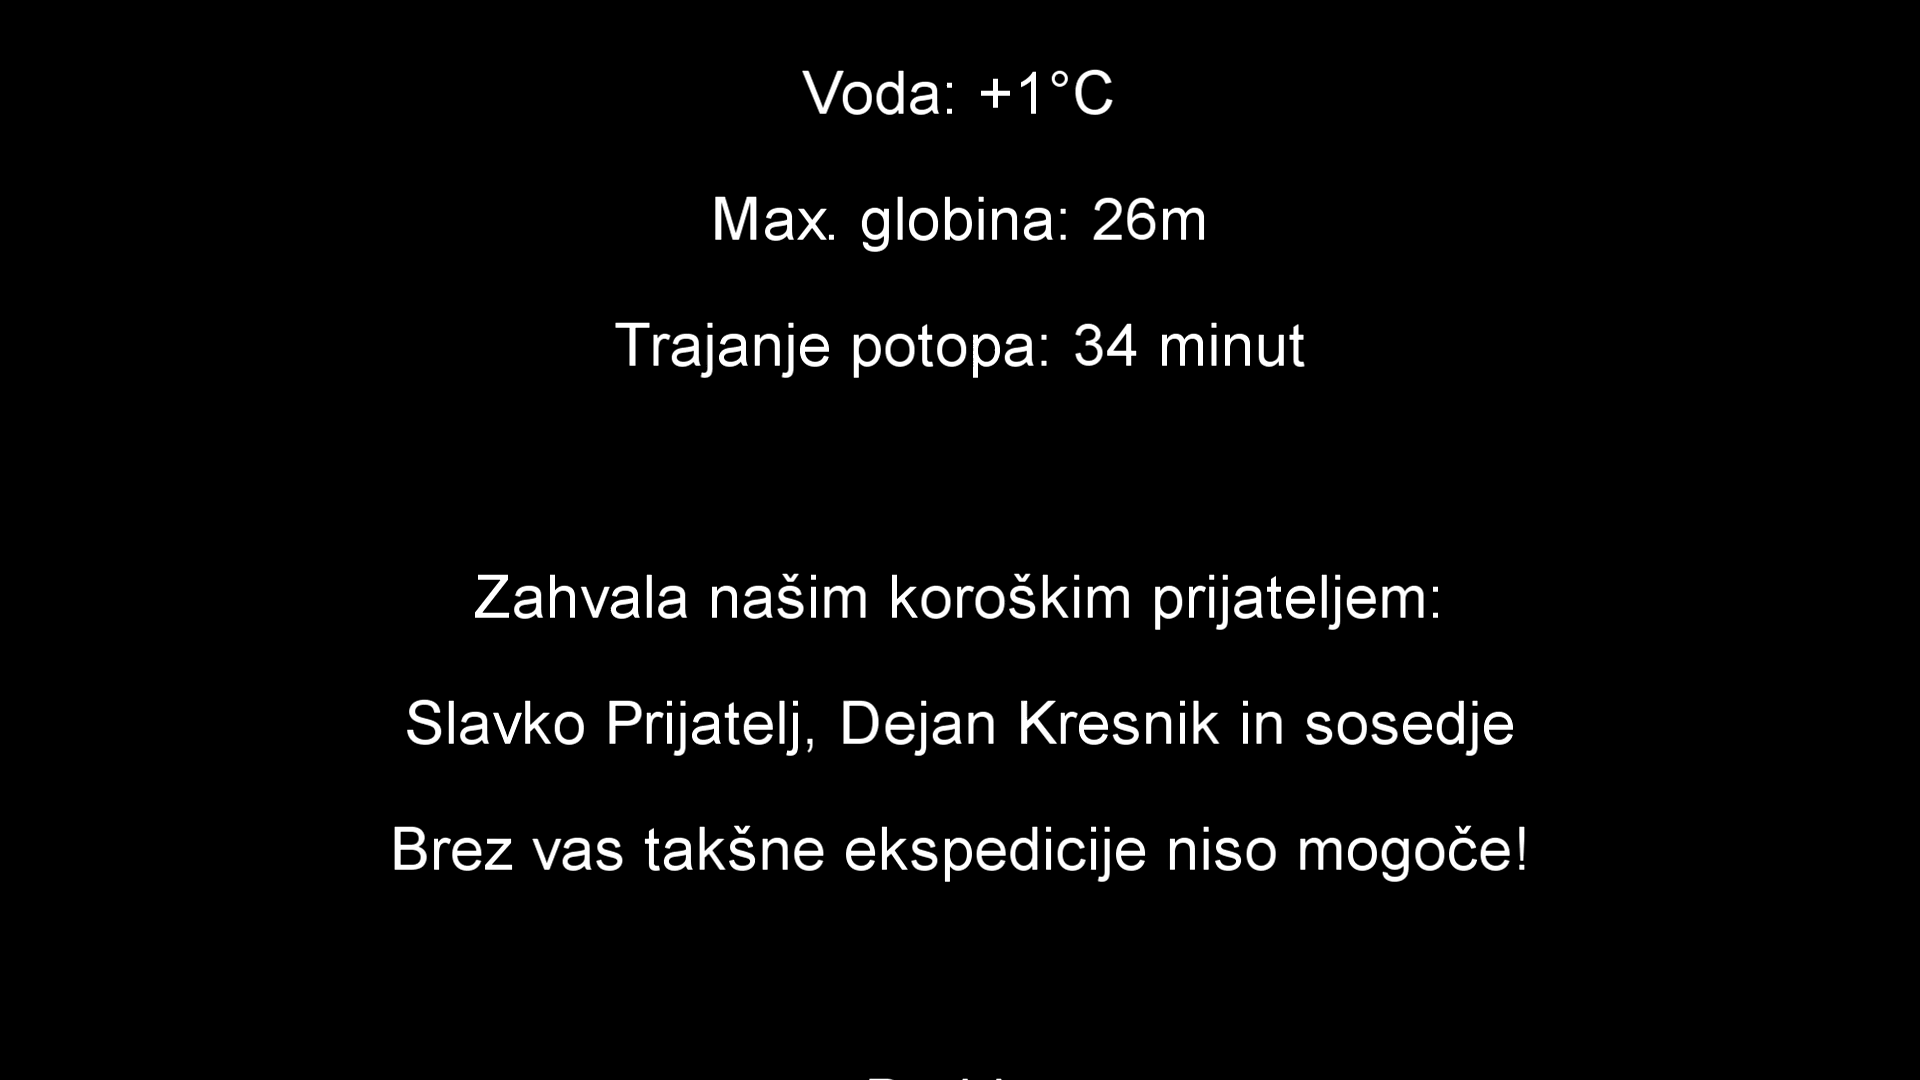 Voda: +1°C
Max. globina: 26m
Trajanje potopa: 34 minut
Zahvala našim koroškim prijateljem:
Slavko Prijatelj, Dejan Kresnik in sosedje
Brez vas takšne ekspedicije niso mogoče!